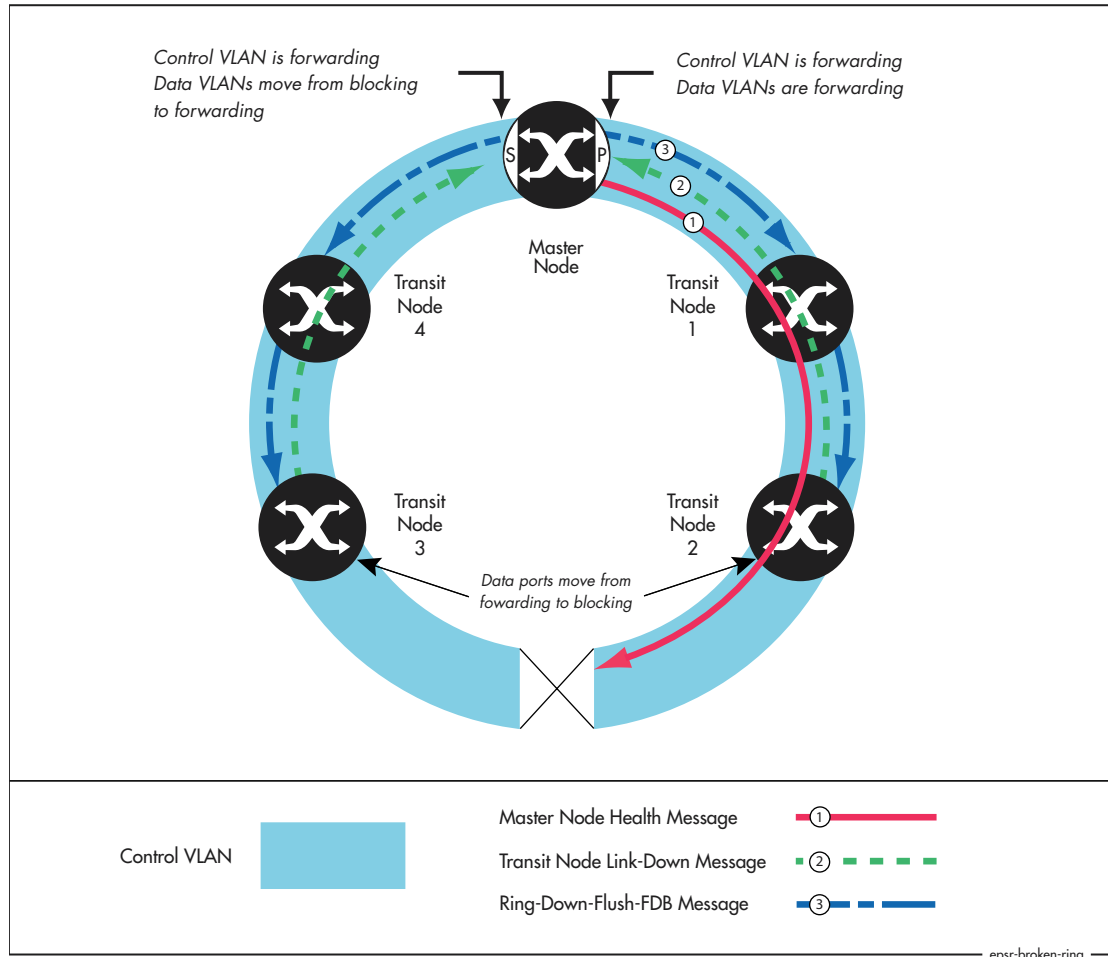 Control VLAN is forwarding
Data VLANs move from blocking
to forwarding
Control VLAN is forwarding
Data VLANs are forwarding
S
P
3
2
1
Master
Node
Transit
Node
4
Transit
Node
1
Transit
Node
3
Transit
Node
2
Data ports move from
fowarding to blocking
Control VLAN
Master Node Health Message
1
Transit Node Link-Down Message
2
Ring-Down-Flush-FDB Message
3
epsr-broken-ring